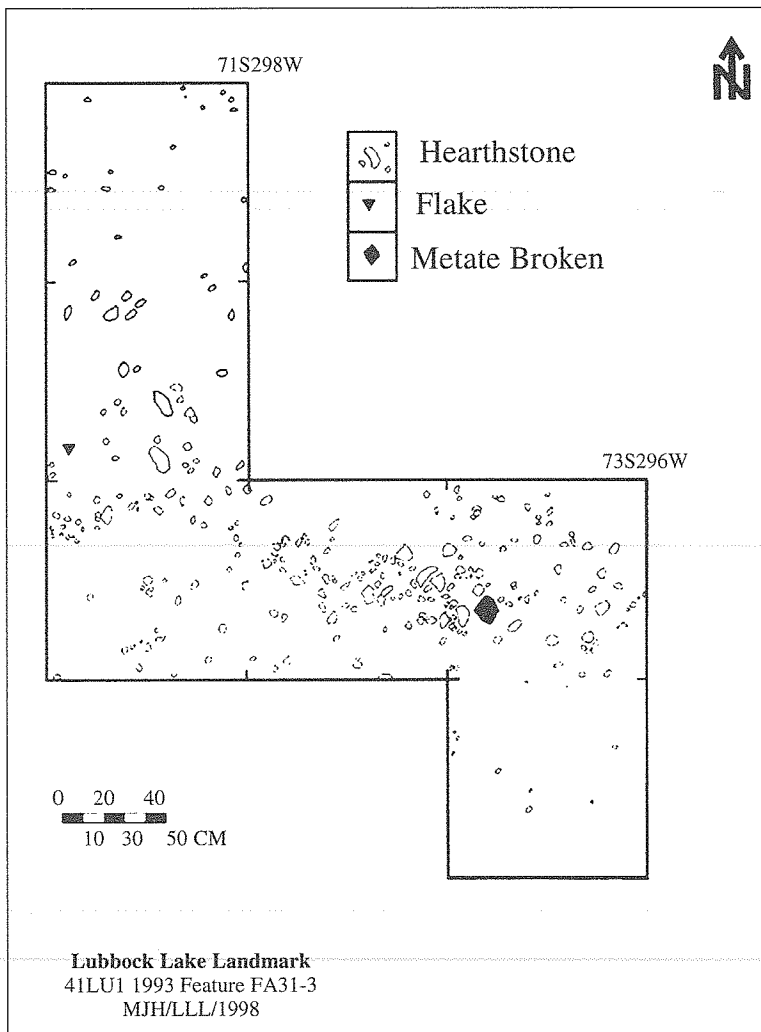 71S298W
N
Hearthstone
Flake
Metate Broken
73S296W
0 20 40
10 30 50 CM
Lubbock Lake Landmark
41LU1 1993 Feature FA31-3
MJH/LLL/1998